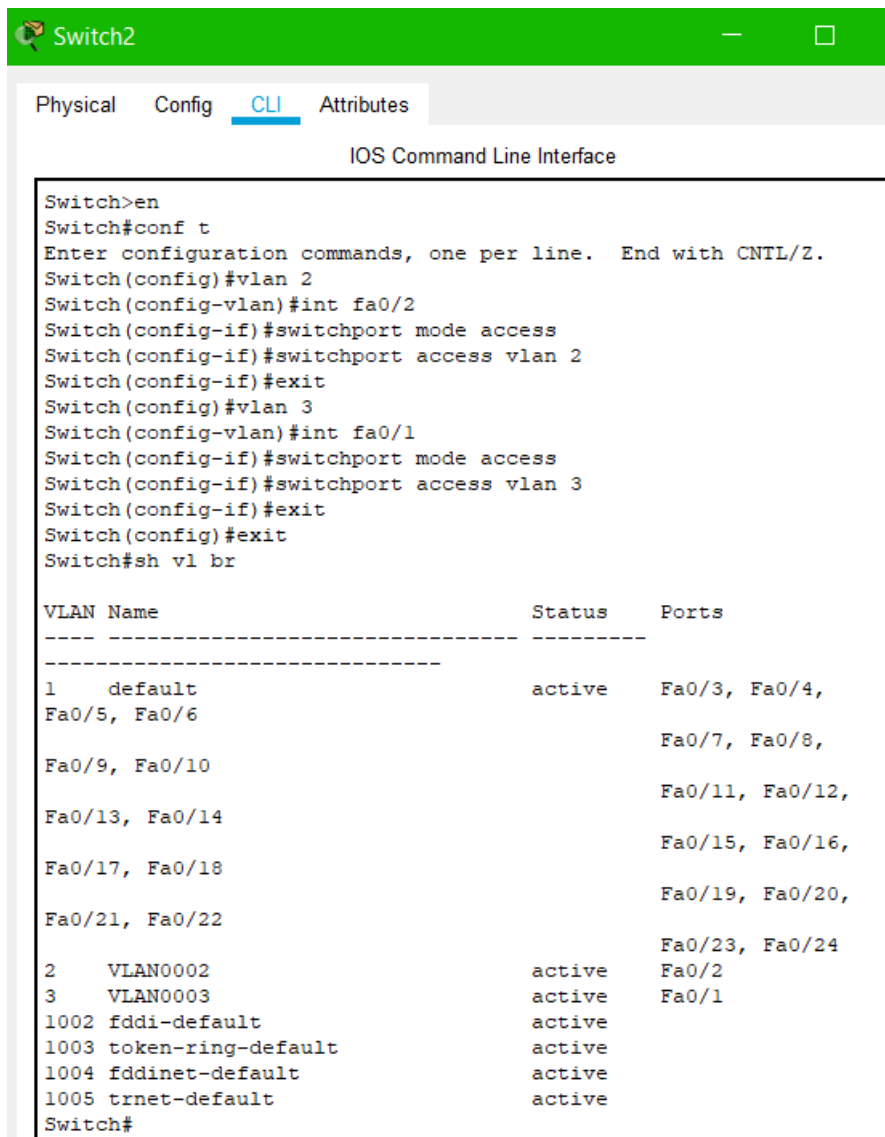 Switch2
Physical Config CLI Attributes
IOS Command Line Interface
Switch>en
Switch#conf t
Enter configuration commands, one per line.  End with CNTL/Z.
Switch(config)#vlan 2
Switch(config-vlan)#int fa0/2
Switch(config-if)#switchport mode access
Switch(config-if)#switchport access vlan 2
Switch(config-if)#exit
Switch(config)#vlan 3
Switch(config-vlan)#int fa0/1
Switch(config-if)#switchport mode access
Switch(config-if)#switchport access vlan 3
Switch(config-if)#exit
Switch(config)#exit
Switch#sh vl br
VLAN Name                             Status    Ports
---- -------------------------------- ---------
-------------------------------
1    default                          active    Fa0/3, Fa0/4,
Fa0/5, Fa0/6
                                                Fa0/7, Fa0/8,
Fa0/9, Fa0/10
                                                Fa0/11, Fa0/12,
Fa0/13, Fa0/14
                                                Fa0/15, Fa0/16,
Fa0/17, Fa0/18
                                                Fa0/19, Fa0/20,
Fa0/21, Fa0/22
                                                Fa0/23, Fa0/24
2    VLAN0002                         active    Fa0/2
3    VLAN0003                         active    Fa0/1
1002 fddi-default                     active
1003 token-ring-default               active
1004 fddinet-default                  active
1005 trnet-default                    active
Switch#